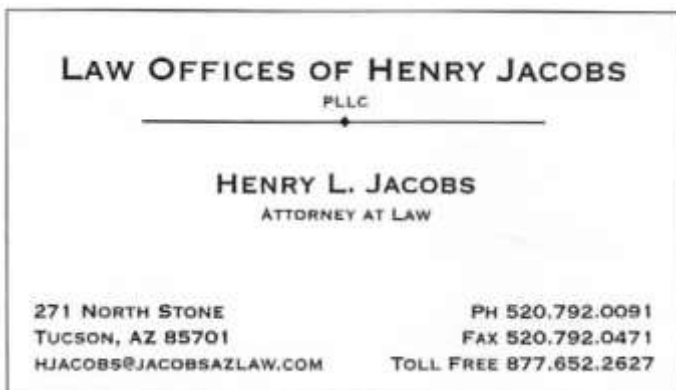 LAW OFFICES OF HENRY JACOBS
PLLC
HENRY L. JACOBS
ATTORNEY AT LAW
271 NORTH STONE
TUCSON, AZ 85701
HJACOBS@JACOBSAZLAW.COM
PH 520.792.0091
FAX 520.792.0471
TOLL FREE 877.652.2627